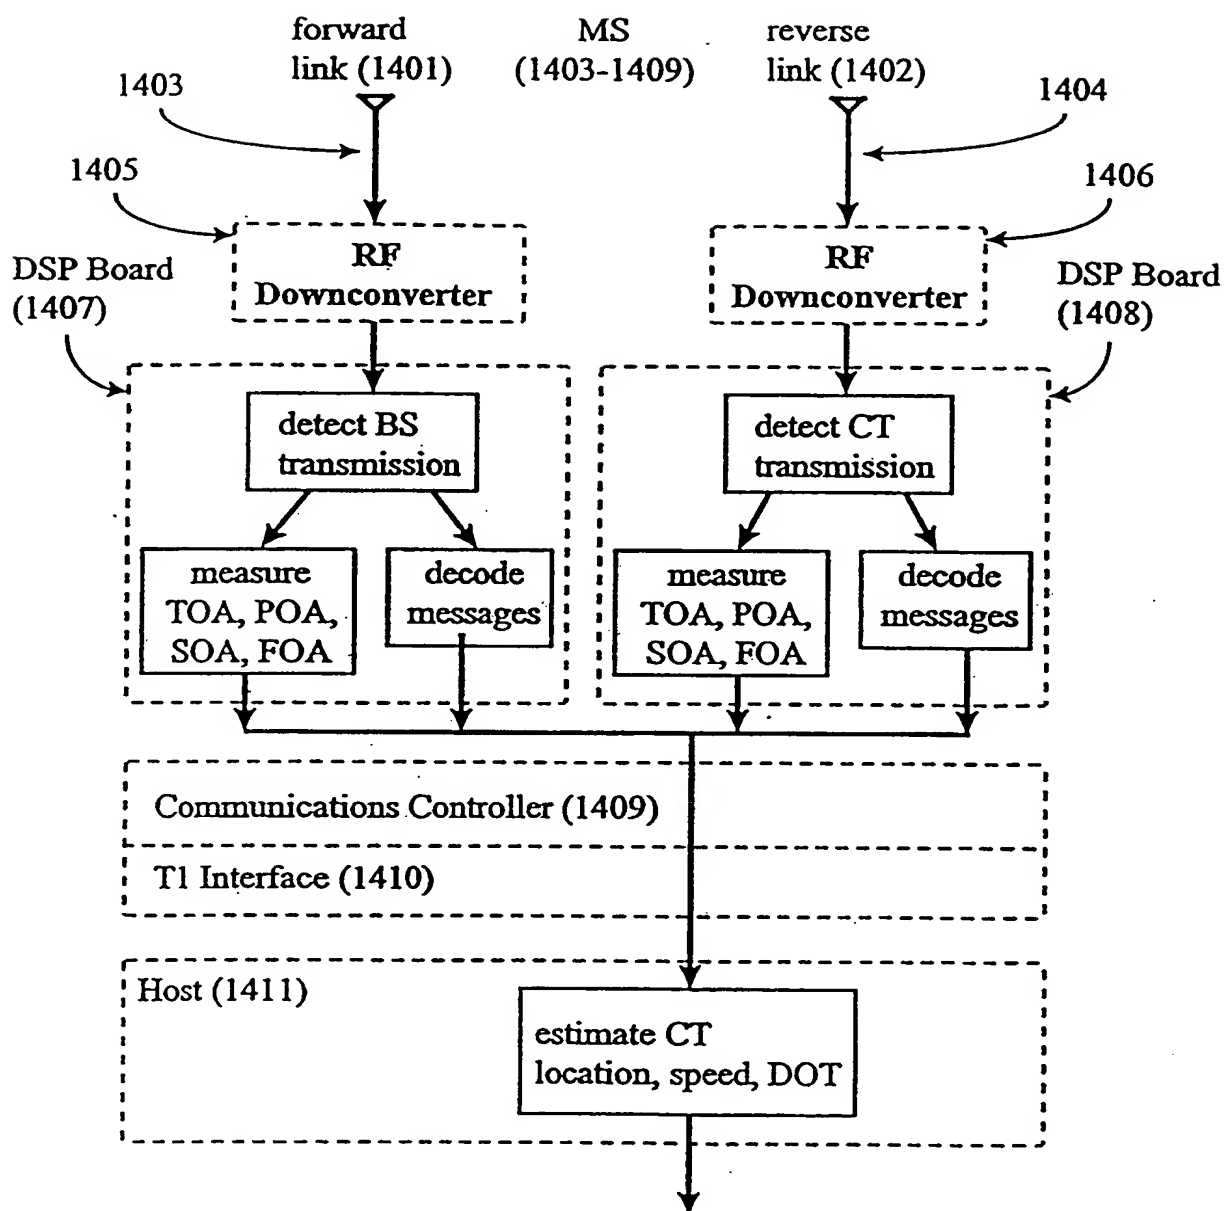 forward
link (1401)
MS
(1403-1409)
reverse
link (1402)
1403
1404
1405
1406
RF
Downconverter
RF
Downconverter
DSP Board
(1407)
DSP Board
(1408)
detect BS
transmission
detect CT
transmission
measure
TOA, POA,
SOA, FOA
decode
messages
measure
TOA, POA,
SOA, FOA
decode
messages
Communications Controller (1409)
T1 Interface (1410)
Host (1411)
estimate CT
location, speed, DOT